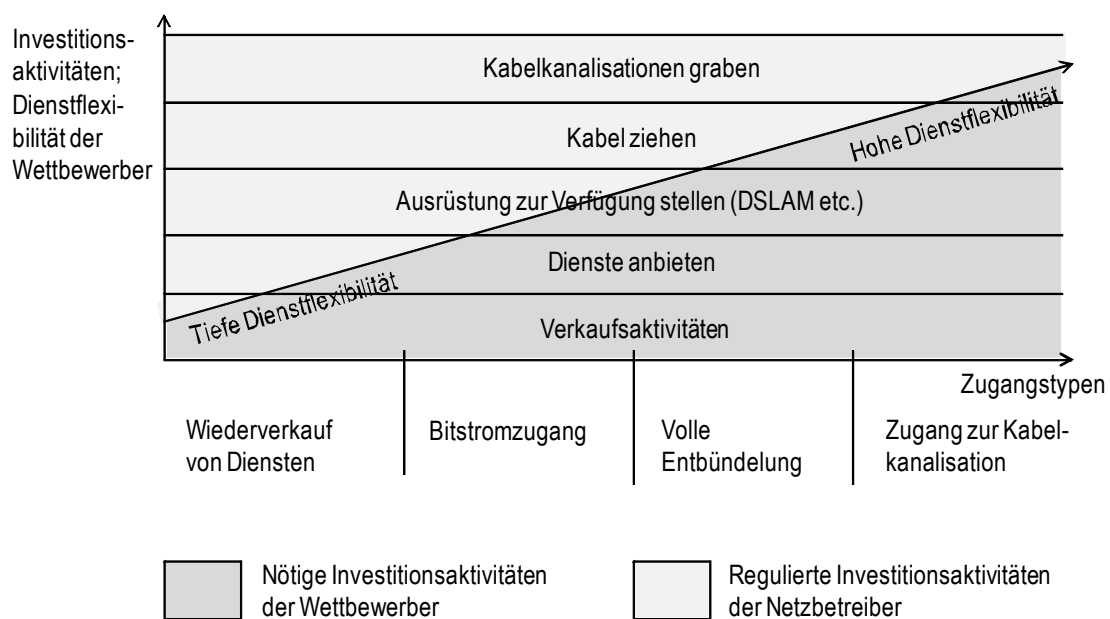 Investitions-
aktivitäten;
Dienstflexi-
bilität der
Wettbewerber
Kabelkanalisationen graben
Kabel ziehen
Hohe Dienstflexibilität
Ausrüstung zur Verfügung stellen (DSLAM etc.)
Dienste anbieten
Tiefe Dienstflexibilität
Verkaufsaktivitäten
Zugangstypen
Wiederverkauf
von Diensten
Bitstromzugang
Volle
Entbündelung
Zugang zur Kabel-
kanalisation
Nötige Investitionsaktivitäten
der Wettbewerber
Regulierte Investitionsaktivitäten
der Netzbetreiber